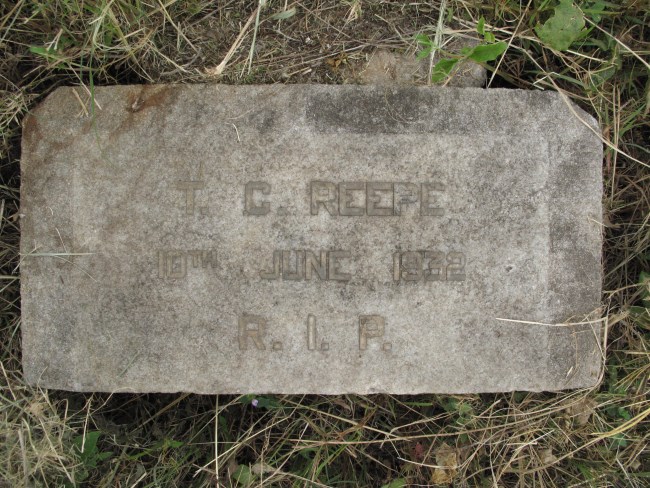 T. C. REEPE
10TH JUNE 1932
R. I. P.